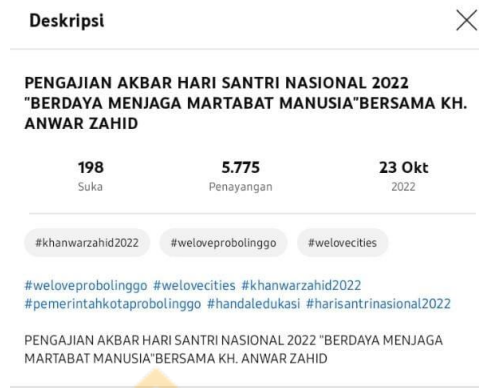 Deskripsi
PENGAJIAN AKBAR HARI SANTRI NASIONAL 2022
"BERDAYA MENJAGA MARTABAT MANUSIA"BERSAMA KH.
ANWAR ZAHID
198 5.775 23 Okt
Suka Penayangan 2022
#khanwarzahid2022 #weloveprobolinggo #welovecities
#weloveprobolinggo #welovecities #khanwarzahid2022
#pemerintahkotaprobolinggo #handaledukasi #harisantrinasional2022
PENGAJIAN AKBAR HARI SANTRI NASIONAL 2022 "BERDAYA MENJAGA
MARTABAT MANUSIA"BERSAMA KH. ANWAR ZAHID